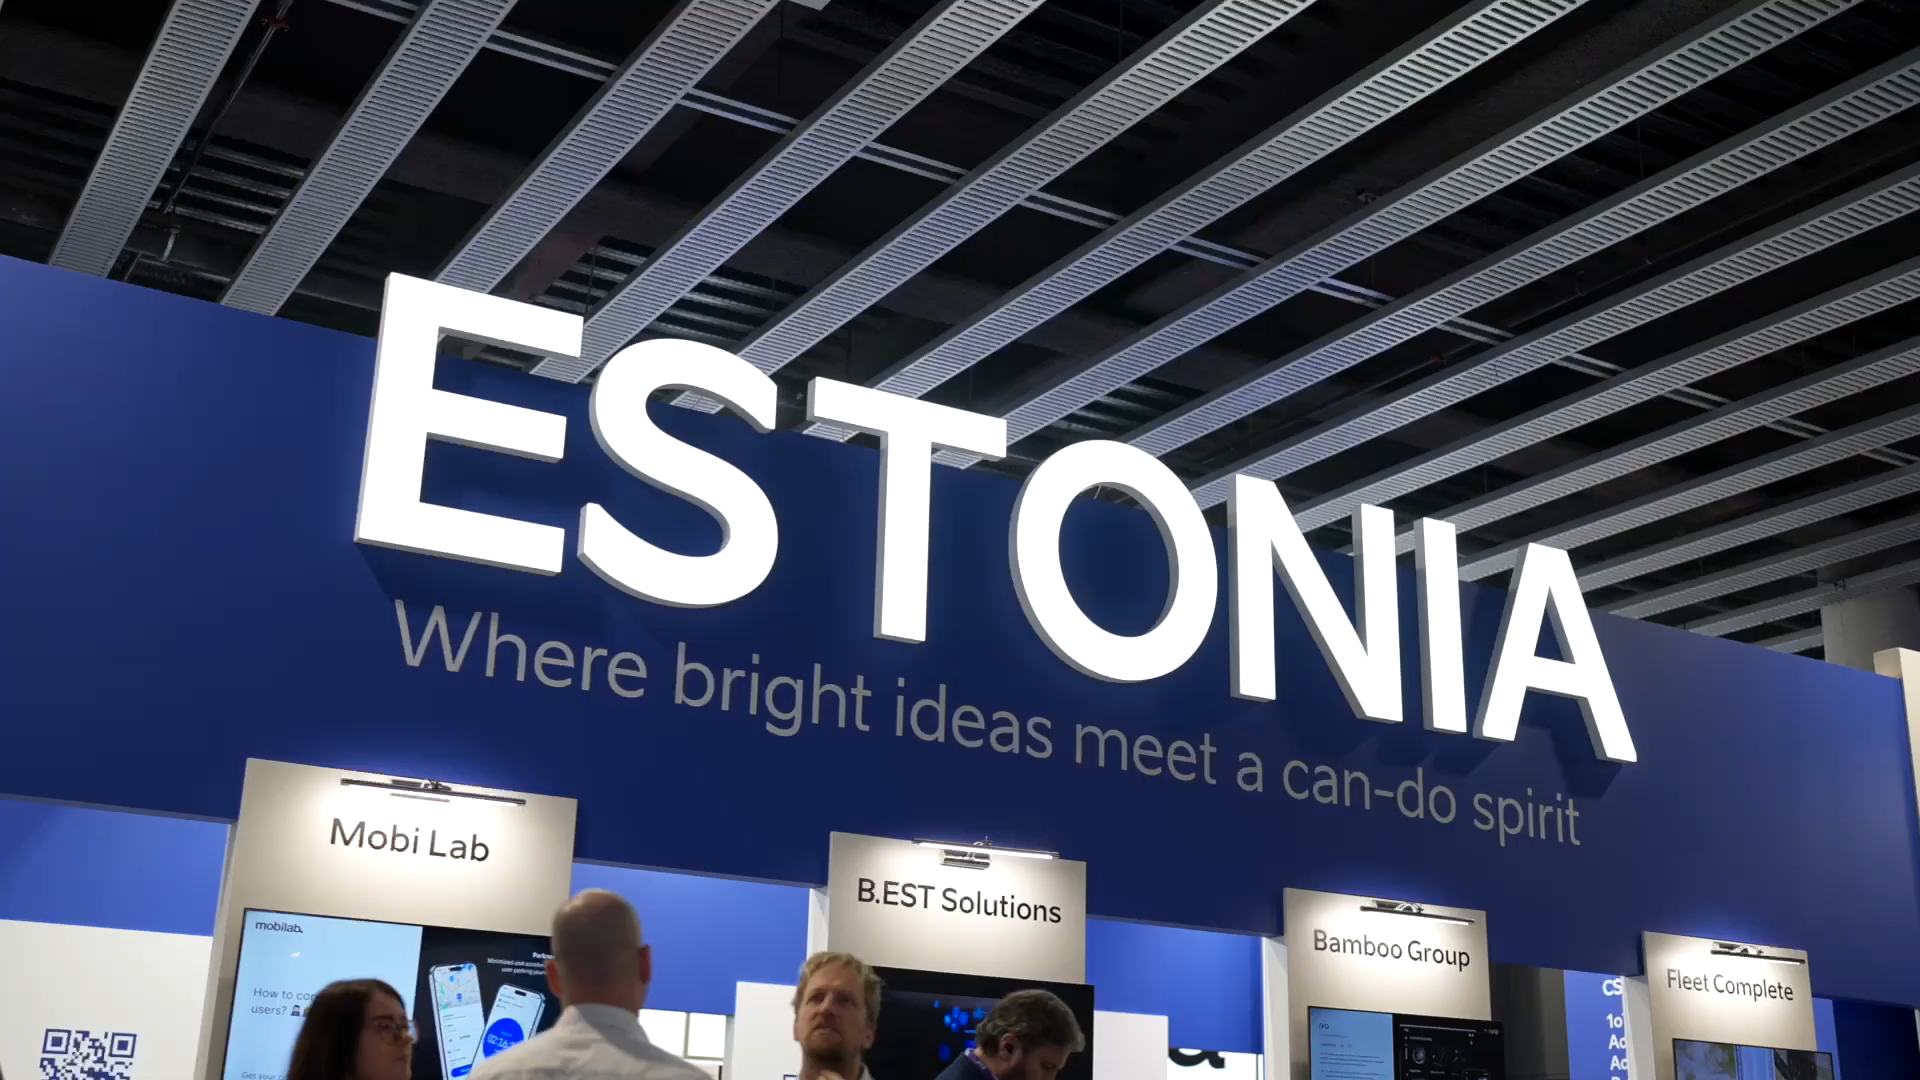 ESTONIA
Where bright ideas meet a can-do spirit
Mobi Lab
B.EST Solutions
Bamboo Group
Fleet Complete
mobilab.
How to
users?